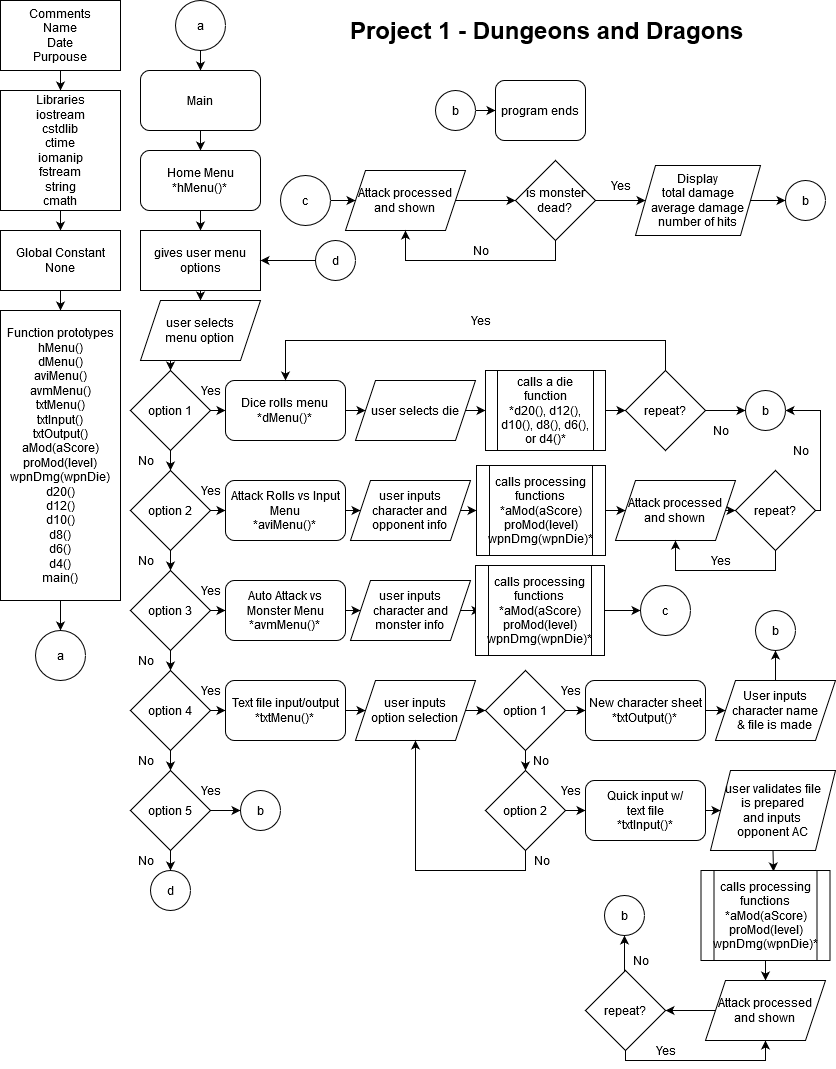 Project 1 - Dungeons and Dragons
Comments
Name
Date
Purpouse
Libraries
iostream
cstdlib
ctime
iomanip
fstream
string
cmath
Global Constant
None
Function prototypes
hMenu()
dMenu()
aviMenu()
avmMenu()
txtMenu()
txtInput()
txtOutput()
aMod(aScore)
proMod(level)
wpnDmg(wpnDie)
d20()
d12()
d10()
d8()
d6()
d4()
main()
a
a
Main
Home Menu
*hMenu()*
gives user menu
options
d
user selects
menu option
b
program ends
c
Attack processed
and shown
is monster
dead?
Yes
No
Display
total damage
average damage
number of hits
b
option 1
Yes
No
Dice rolls menu
*dMenu()*
user selects die
calls a die
function
*d20(), d12(),
d10(), d8(), d6(),
or d4()*
repeat?
Yes
No
b
option 2
Yes
No
Attack Rolls vs Input
Menu
*aviMenu()*
user inputs
character and
opponent info
calls processing
functions
*aMod(aScore)
proMod(level)
wpnDmg(wpnDie)*
Attack processed
and shown
repeat?
No
Yes
option 3
Yes
No
Auto Attack vs
Monster Menu
*avmMenu()*
user inputs
character and
monster info
calls processing
functions
*aMod(aScore)
proMod(level)
wpnDmg(wpnDie)*
c
option 4
Yes
No
Text file input/output
*txtMenu()*
user inputs
option selection
option 1
Yes
No
New character sheet
*txtOutput()*
User inputs
character name
& file is made
b
option 5
Yes
b
No
d
option 2
Yes
No
Quick input w/
text file
*txtInput()*
user validates file
is prepared
and inputs
opponent AC
calls processing
functions
*aMod(aScore)
proMod(level)
wpnDmg(wpnDie)*
Attack processed
and shown
repeat?
Yes
No
b